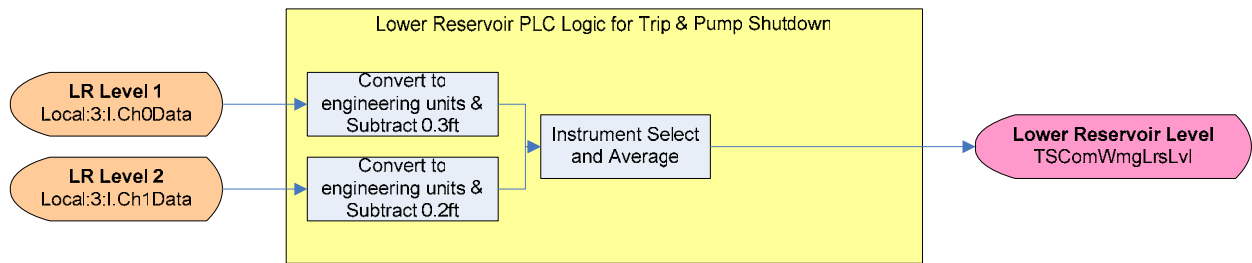 Lower Reservoir PLC Logic for Trip & Pump Shutdown
LR Level 1
Local:3:I.Ch0Data
Convert to
engineering units &
Subtract 0.3ft
LR Level 2
Local:3:I.Ch1Data
Convert to
engineering units &
Subtract 0.2ft
Instrument Select
and Average
Lower Reservoir Level
TSComWmgLrsLvl